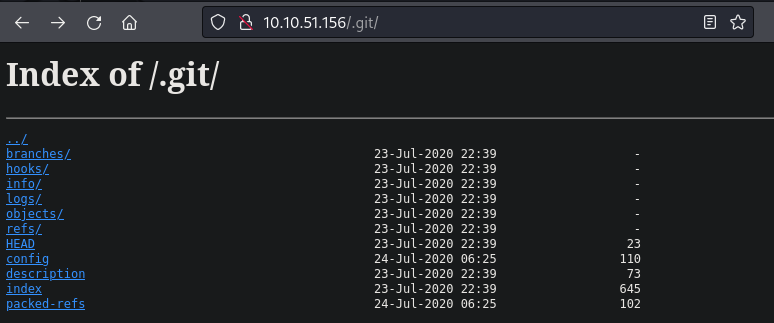 10.10.51.156/.git/
Index of /.git/
../
branches/ 23-Jul-2020 22:39 -
hooks/ 23-Jul-2020 22:39 -
info/ 23-Jul-2020 22:39 -
logs/ 23-Jul-2020 22:39 -
objects/ 23-Jul-2020 22:39 -
refs/ 23-Jul-2020 22:39 -
HEAD 23-Jul-2020 22:39 23
config 24-Jul-2020 06:25 110
description 23-Jul-2020 22:39 73
index 23-Jul-2020 22:39 645
packed-refs 24-Jul-2020 06:25 102